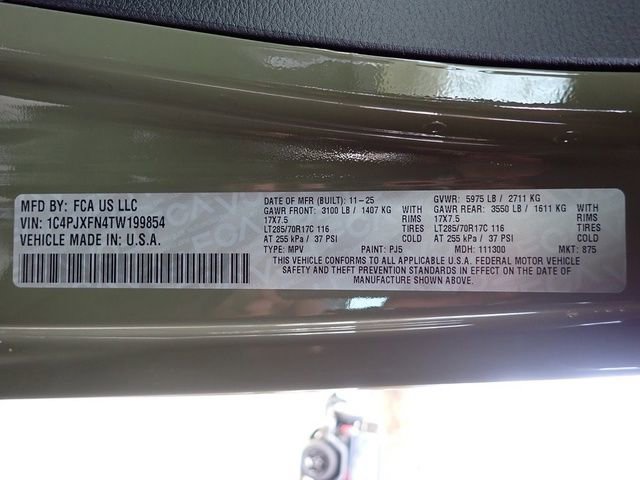 MFD BY: FCA US LLC
VIN: 1C4PJXFN4TW199854
VEHICLE MADE IN: U.S.A.
DATE OF MFR (BUILT): 11-25
GAWR FRONT: 3100 LB / 1407 KG WITH
17X7.5 RIMS
LT285/70R17C 116 TIRES
AT 255 kPa / 37 PSI COLD
TYPE: MPV PAINT: PJ5
GVWR: 5975 LB / 2711 KG
GAWR REAR: 3550 LB / 1611 KG WITH
17X7.5 RIMS
LT285/70R17C 116 TIRES
AT 255 kPa / 37 PSI COLD
MDH: 111300 MKT: 875
THIS VEHICLE CONFORMS TO ALL APPLICABLE U.S.A. FEDERAL MOTOR VEHICLE
SAFETY AND THEFT PREVENTION STANDARDS IN EFFECT ON THE DATE OF
MANUFACTURE SHOWN ABOVE.